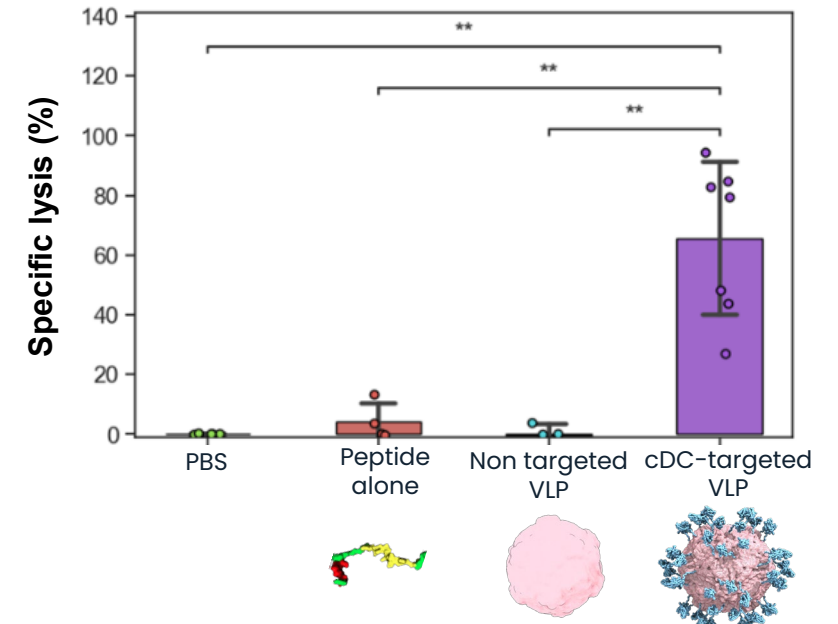 140
**
120
**
**
100
80
60
40
20
0
Specific lysis (%)
PBS
Peptide
alone
Non targeted
VLP
cDC-targeted
VLP